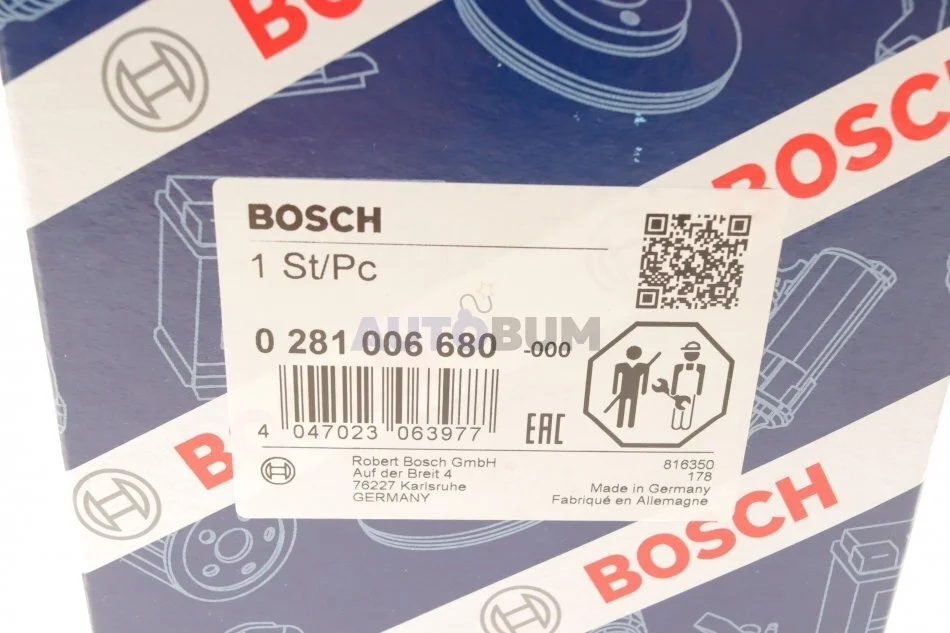 BOSCH
BOSCH
BOSCH
1 St/Pc
AUTOBUM
0 281 006 680 -000
4 047023 063977
EAC
Robert Bosch GmbH
Auf der Breit 4
76227 Karlsruhe
GERMANY
816350
178
Made in Germany
Fabriqué en Allemagne
BOSCH